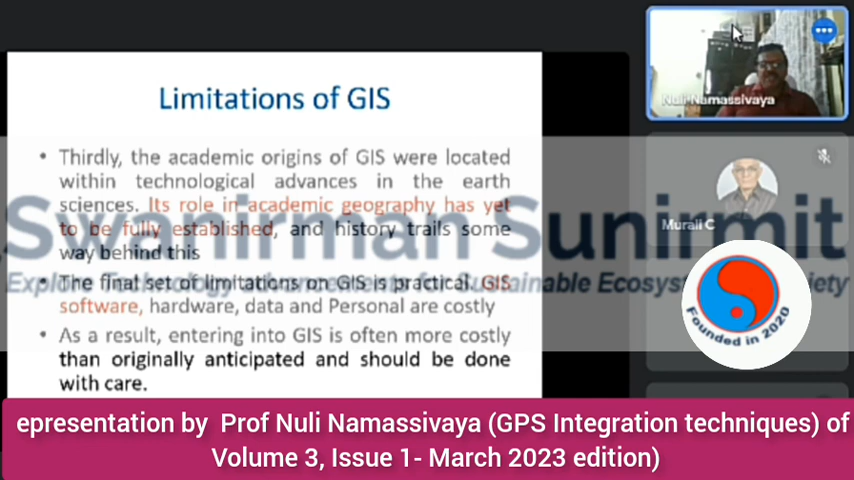 Limitations of GIS
• Thirdly, the academic origins of GIS were located
within technological advances in the earth
sciences. Its role in academic geography has yet
to be fully established, and history trails some
way behind this
• The final set of limitations on GIS is practical. GIS
software, hardware, data and Personal are costly
• As a result, entering into GIS is often more costly
than originally anticipated and should be done
with care.
Nuli Namassivaya
Murali C
Swanirman Sunirmit
Founded in 2020
epresentation by Prof Nuli Namassivaya (GPS Integration techniques) of
Volume 3, Issue 1- March 2023 edition)